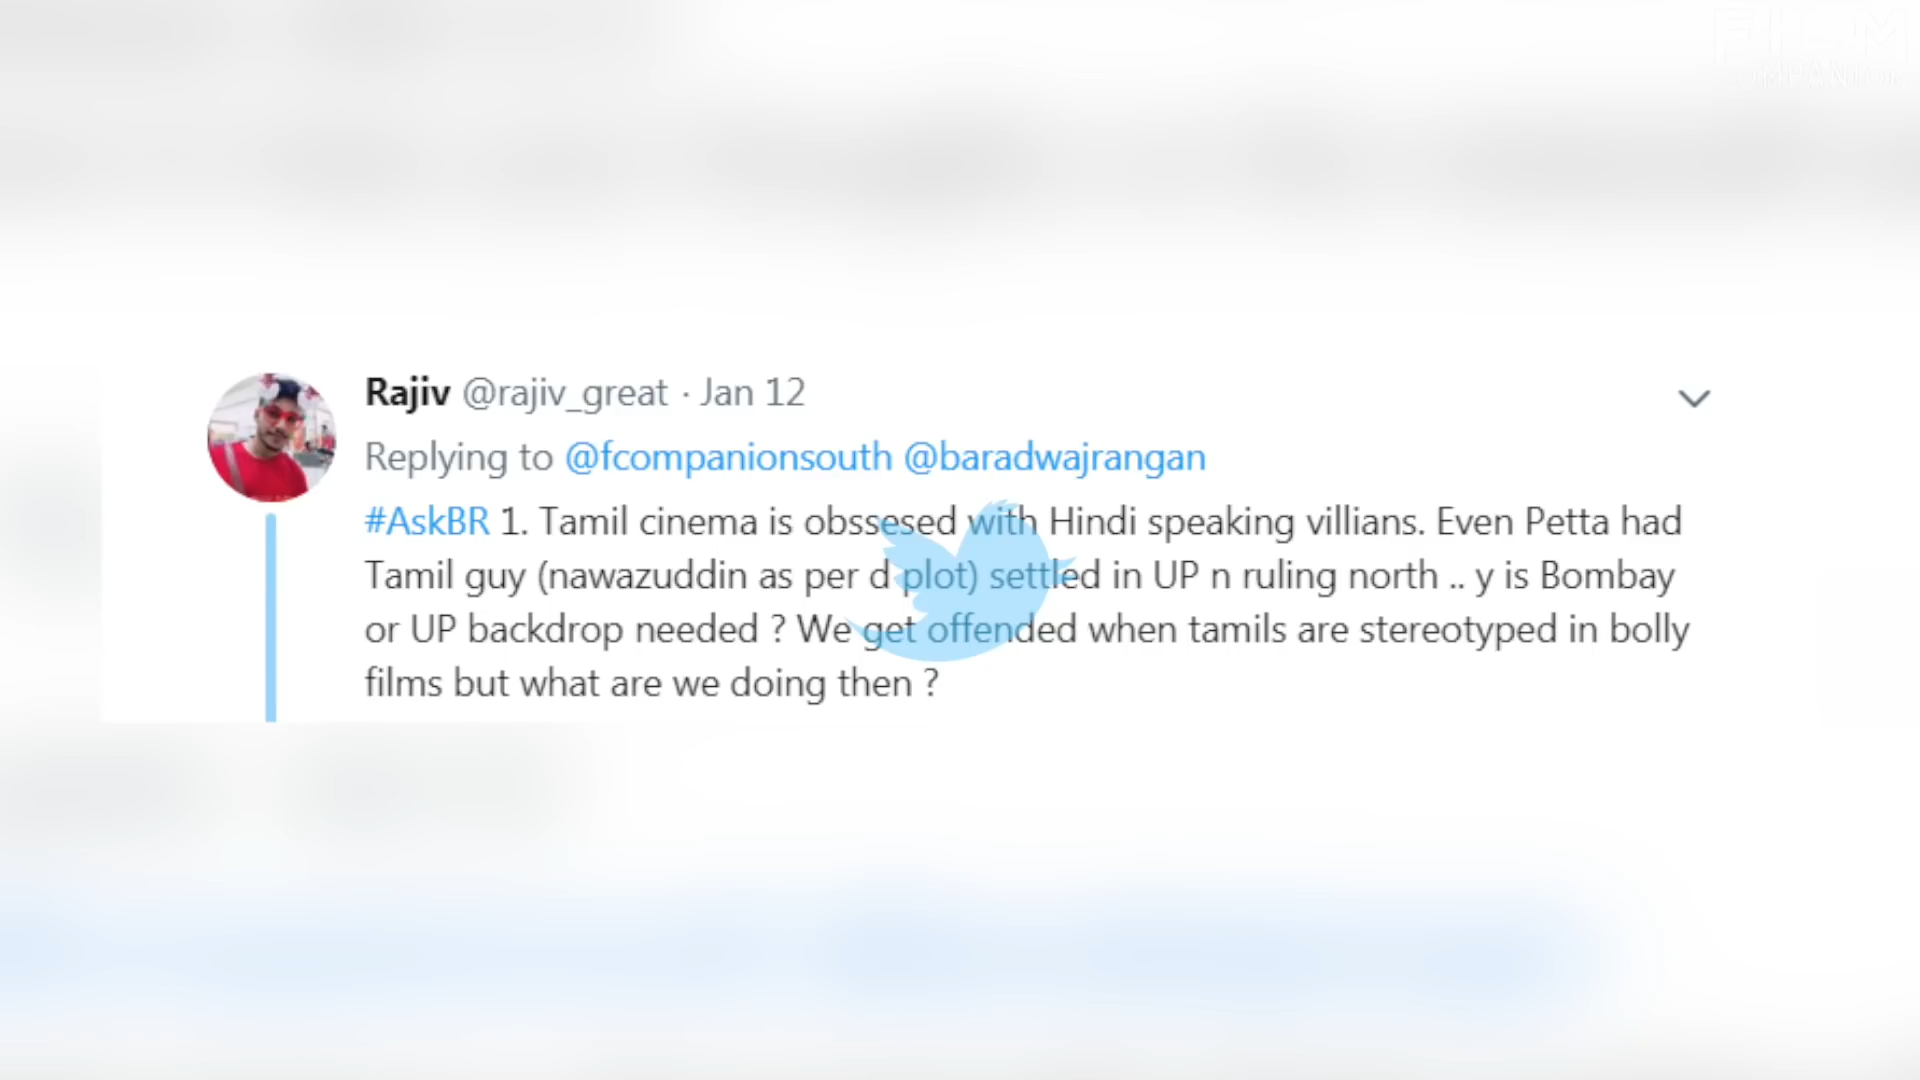 FILM
COMPANION
Rajiv @rajiv_great · Jan 12
Replying to @fcompanionsouth @baradwajrangan
#AskBR 1. Tamil cinema is obssesed with Hindi speaking villians. Even Petta had
Tamil guy (nawazuddin as per d plot) settled in UP n ruling north .. y is Bombay
or UP backdrop needed ? We get offended when tamils are stereotyped in bolly
films but what are we doing then ?